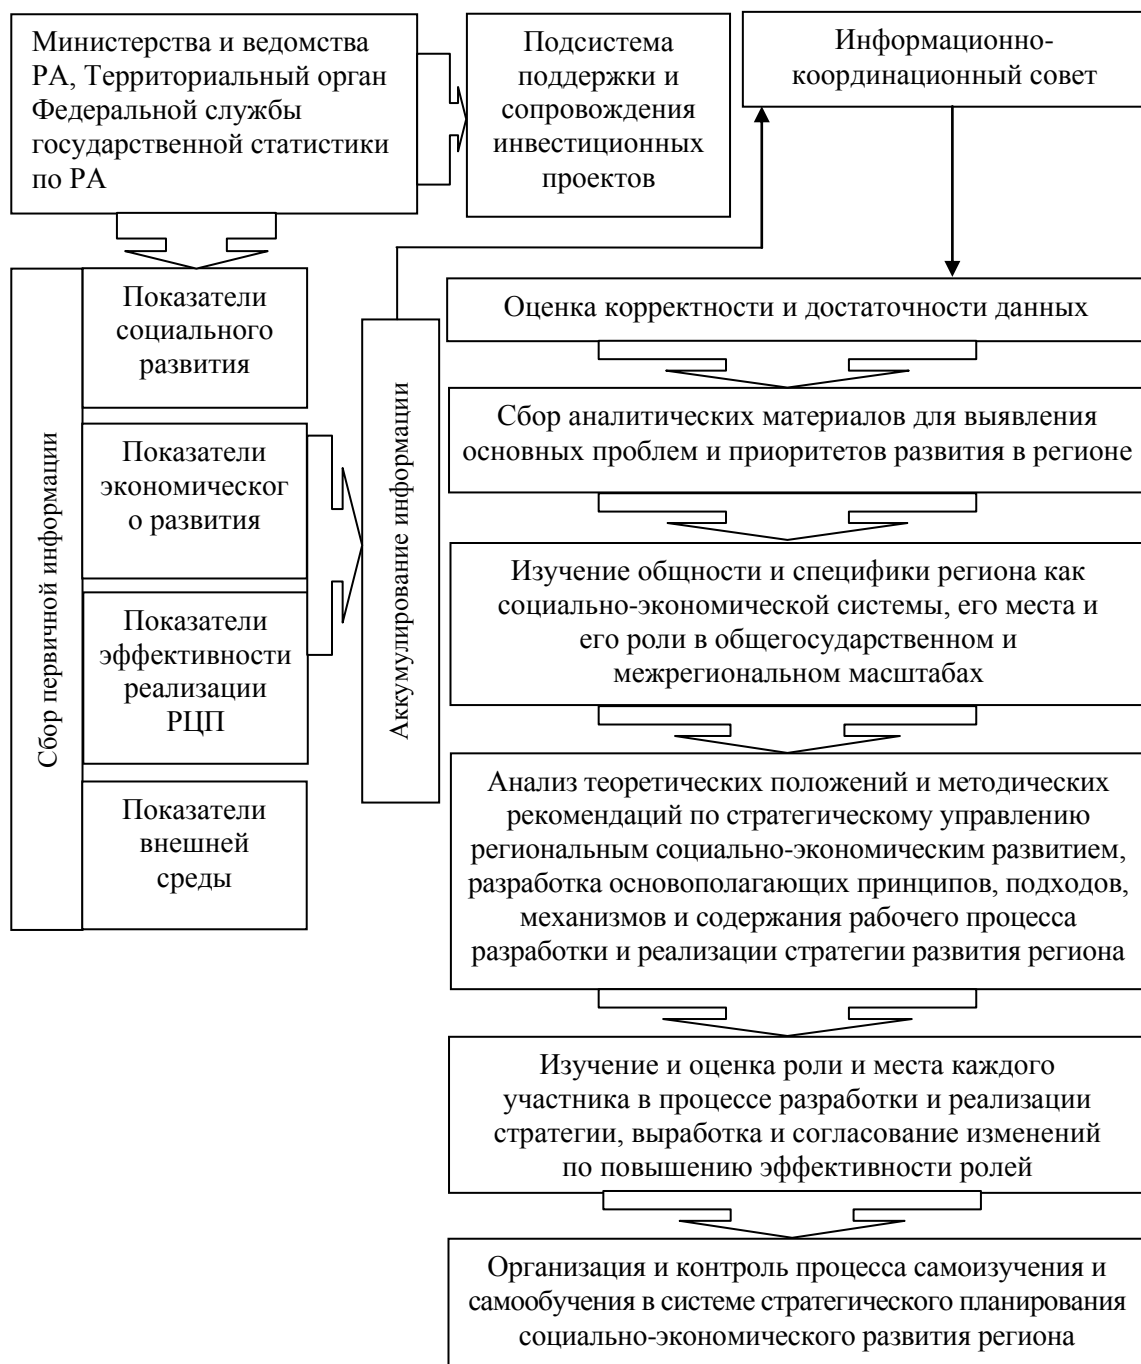 Министерства и ведомства
РА, Территориальный орган
Федеральной службы
государственной статистики
по РА
Подсистема
поддержки и
сопровождения
инвестиционных
проектов
Информационно-
координационный совет
Сбор первичной информации
Показатели
социального
развития
Показатели
экономическог
о развития
Показатели
эффективности
реализации
РЦП
Показатели
внешней
среды
Аккумулирование информации
Оценка корректности и достаточности данных
Сбор аналитических материалов для выявления
основных проблем и приоритетов развития в регионе
Изучение общности и специфики региона как
социально-экономической системы, его места и
его роли в общегосударственном и
межрегиональном масштабах
Анализ теоретических положений и методических
рекомендаций по стратегическому управлению
региональным социально-экономическим развитием,
разработка основополагающих принципов, подходов,
механизмов и содержания рабочего процесса
разработки и реализации стратегии развития региона
Изучение и оценка роли и места каждого
участника в процессе разработки и реализации
стратегии, выработка и согласование изменений
по повышению эффективности ролей
Организация и контроль процесса самоизучения и
самообучения в системе стратегического планирования
социально-экономического развития региона